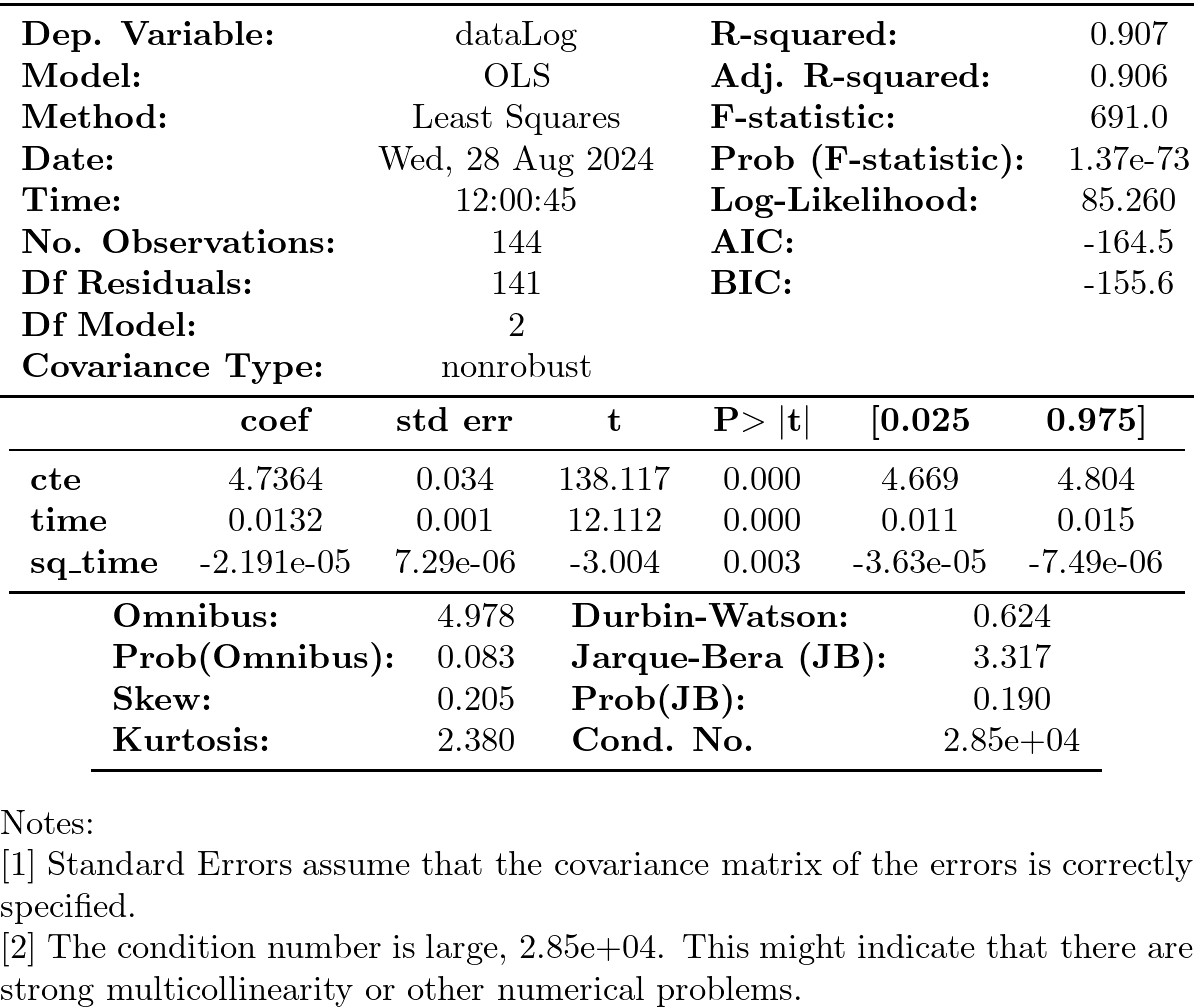 Dep. Variable: dataLog R-squared: 0.907
Model: OLS Adj. R-squared: 0.906
Method: Least Squares F-statistic: 691.0
Date: Wed, 28 Aug 2024 Prob (F-statistic): 1.37e-73
Time: 12:00:45 Log-Likelihood: 85.260
No. Observations: 144 AIC: -164.5
Df Residuals: 141 BIC: -155.6
Df Model: 2
Covariance Type: nonrobust
coef std err t P> |t| [0.025 0.975]
cte 4.7364 0.034 138.117 0.000 4.669 4.804
time 0.0132 0.001 12.112 0.000 0.011 0.015
sq_time -2.191e-05 7.29e-06 -3.004 0.003 -3.63e-05 -7.49e-06
Omnibus: 4.978 Durbin-Watson: 0.624
Prob(Omnibus): 0.083 Jarque-Bera (JB): 3.317
Skew: 0.205 Prob(JB): 0.190
Kurtosis: 2.380 Cond. No. 2.85e+04
Notes:
[1] Standard Errors assume that the covariance matrix of the errors is correctly
specified.
[2] The condition number is large, 2.85e+04. This might indicate that there are
strong multicollinearity or other numerical problems.